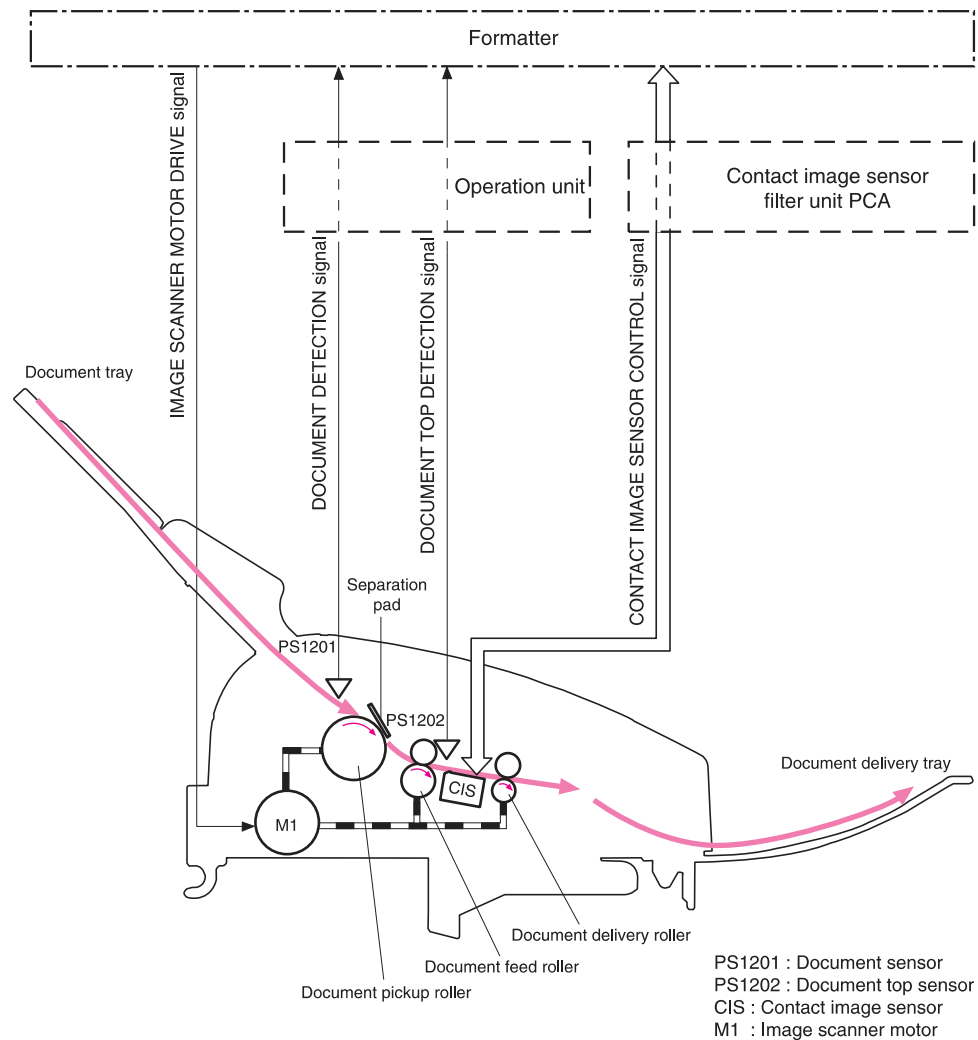 Formatter
Operation unit
Contact image sensor
filter unit PCA
IMAGE SCANNER MOTOR DRIVE signal
DOCUMENT DETECTION signal
DOCUMENT TOP DETECTION signal
CONTACT IMAGE SENSOR CONTROL signal
Document tray
Separation
pad
PS1201
PS1202
CIS
M1
Document delivery tray
Document delivery roller
Document feed roller
Document pickup roller
PS1201 : Document sensor
PS1202 : Document top sensor
CIS : Contact image sensor
M1 : Image scanner motor